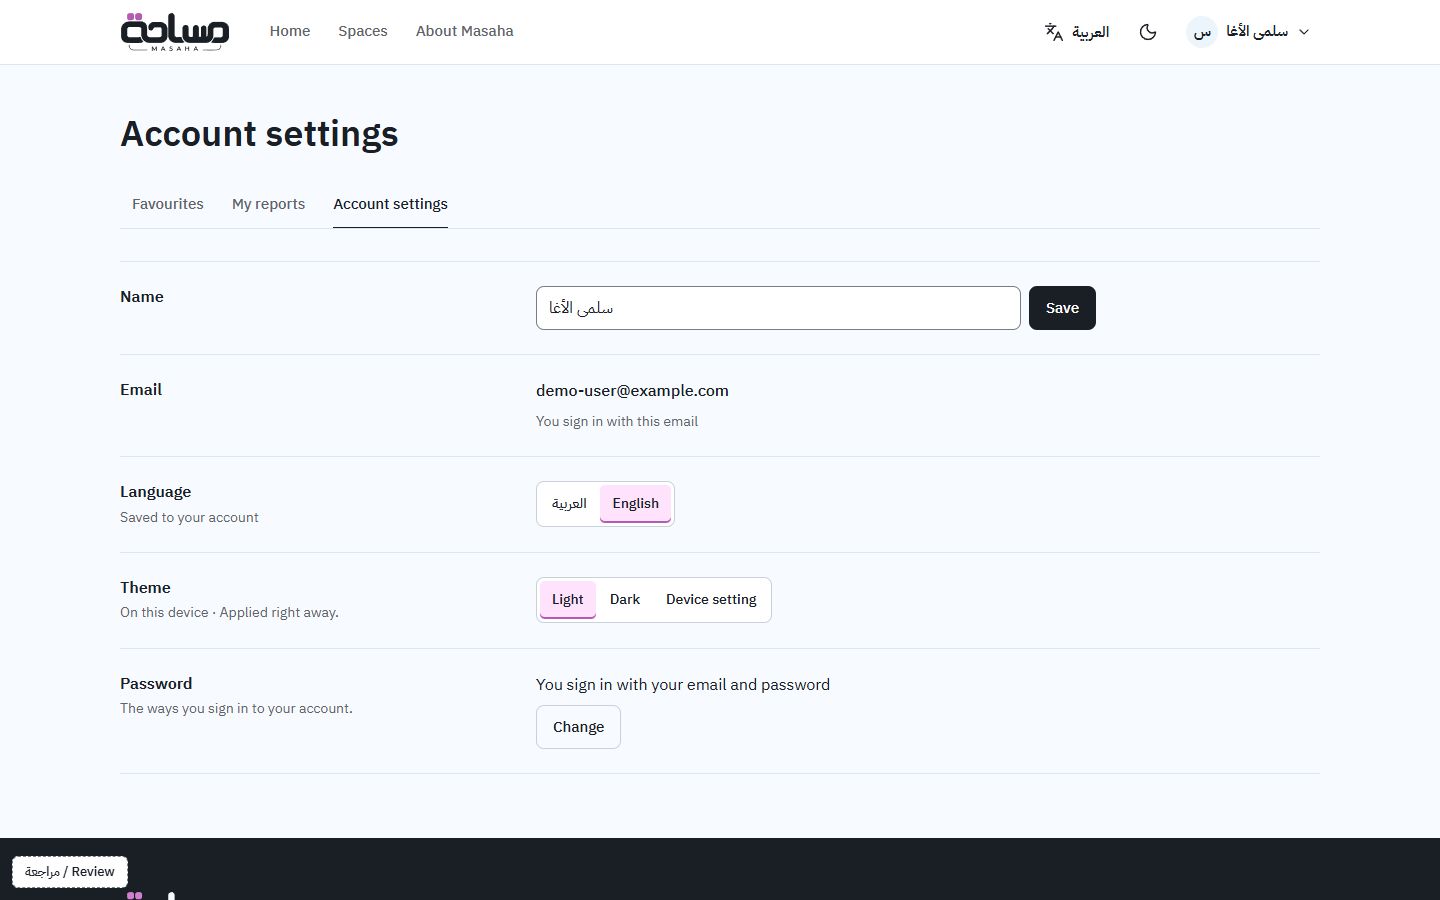 مساحة
MASAHA
Home
Spaces
About Masaha
العربية
س
سلمى الأغا
Account settings
Favourites
My reports
Account settings
Name
سلمى الأغا
Save
Email
demo-user@example.com
You sign in with this email
Language
Saved to your account
العربية
English
Theme
On this device · Applied right away.
Light
Dark
Device setting
Password
The ways you sign in to your account.
You sign in with your email and password
Change
مراجعة / Review